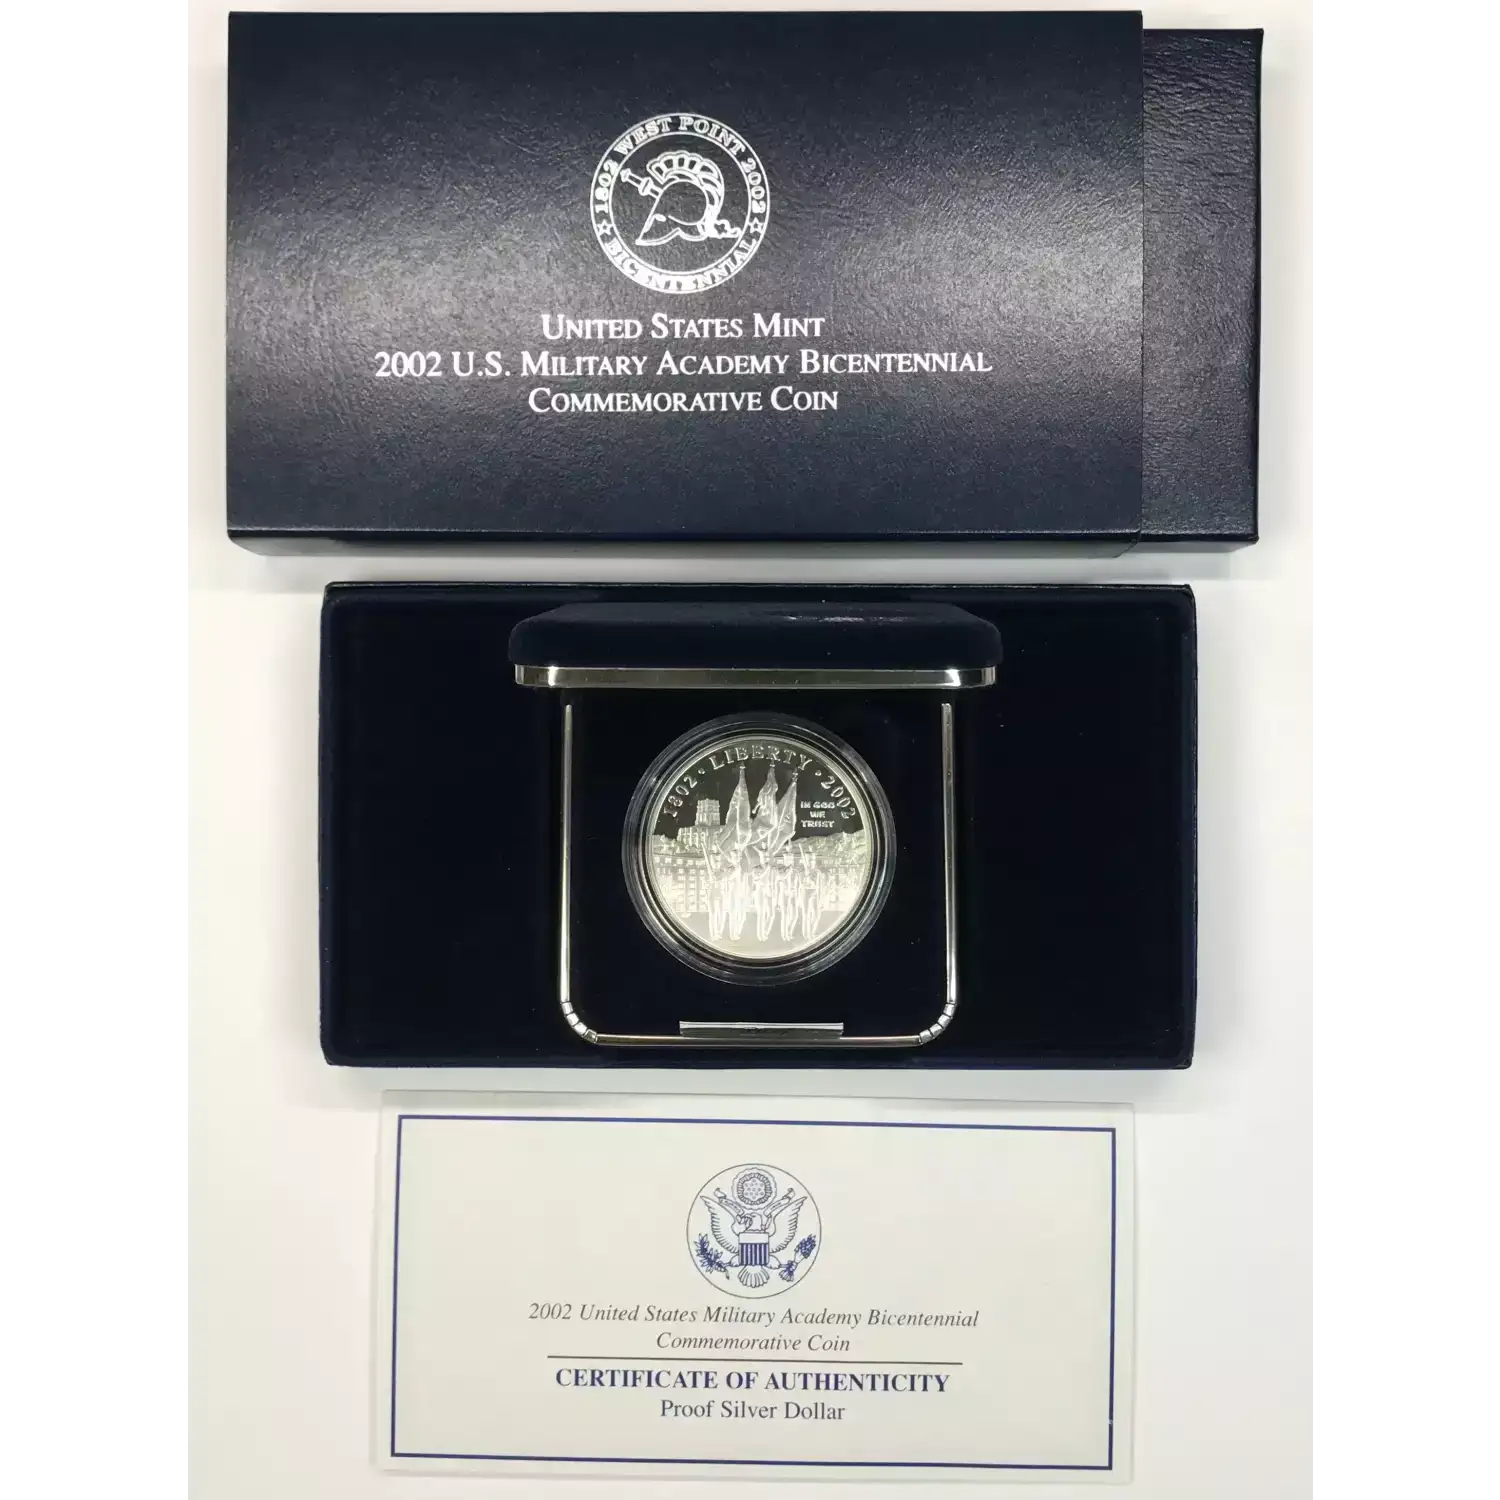 1802 WEST POINT 2002
BICENTENNIAL
UNITED STATES MINT
2002 U.S. MILITARY ACADEMY BICENTENNIAL
COMMEMORATIVE COIN
1802 • LIBERTY • 2002
IN GOD
WE
TRUST
2002 United States Military Academy Bicentennial
Commemorative Coin
CERTIFICATE OF AUTHENTICITY
Proof Silver Dollar